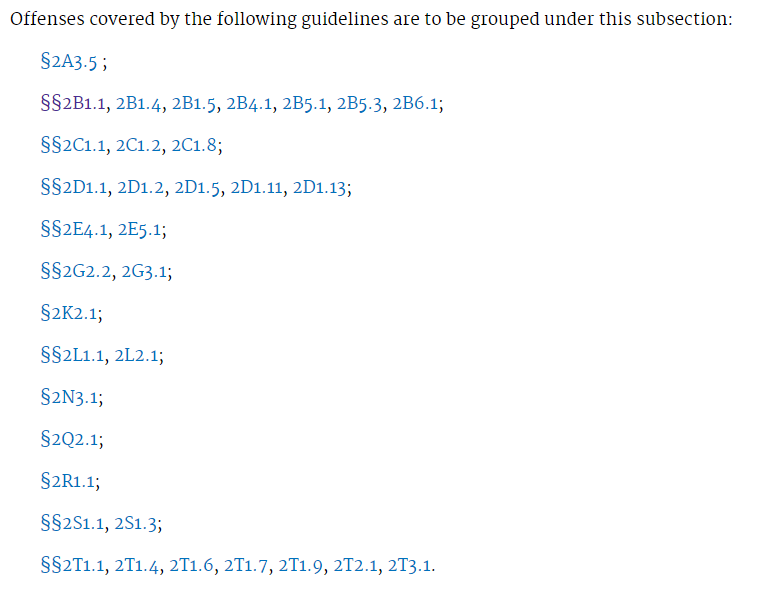 Offenses covered by the following guidelines are to be grouped under this subsection:
§2A3.5 ;
§§2B1.1, 2B1.4, 2B1.5, 2B4.1, 2B5.1, 2B5.3, 2B6.1;
§§2C1.1, 2C1.2, 2C1.8;
§§2D1.1, 2D1.2, 2D1.5, 2D1.11, 2D1.13;
§§2E4.1, 2E5.1;
§§2G2.2, 2G3.1;
§2K2.1;
§§2L1.1, 2L2.1;
§2N3.1;
§2Q2.1;
§2R1.1;
§§2S1.1, 2S1.3;
§§2T1.1, 2T1.4, 2T1.6, 2T1.7, 2T1.9, 2T2.1, 2T3.1.